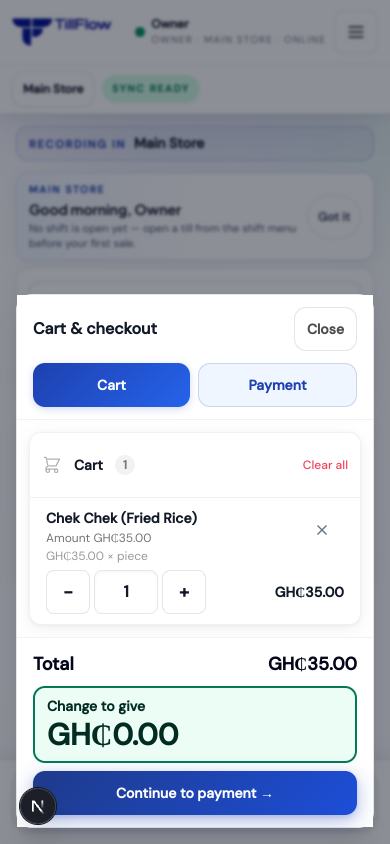 TillFlow
Owner
OWNER · MAIN STORE · ONLINE
Main Store
SYNC READY
RECORDING IN Main Store
MAIN STORE
Good morning, Owner
No shift is open yet — open a till from the shift menu
before your first sale.
Got it
Cart & checkout
Close
Cart
Payment
Cart 1
Clear all
Chek Chek (Fried Rice)
Amount GH₵35.00
GH₵35.00 × piece
- 1 +
GH₵35.00
Total
GH₵35.00
Change to give
GH₵0.00
Continue to payment →
N